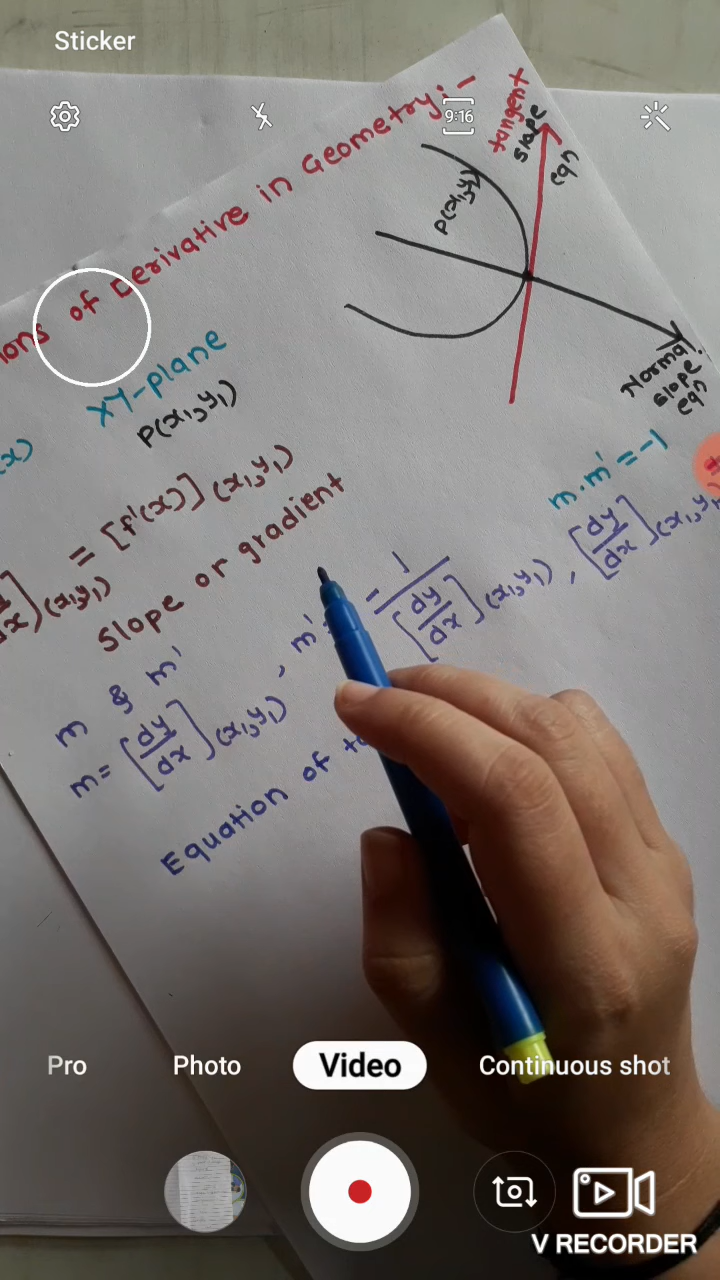 Sticker
9:16
ions of Derivative in Geometry:-
tangent
slope
eqn
P(x₁,y₁)
XY-plane
P(x₁,y₁)
(x)
Normal
slope.
eqn
m.m'=-1
dx](x₁,y₁) = [f'(x)](x₁,y₁)
slope or gradient
m & m'
m=[dy/dx](x₁,y₁), m'= -1/[dy/dx](x₁,y₁), [dy/dx](x₁,y₁
Equation of
Pro
Photo
Video
Continuous shot
V RECORDER